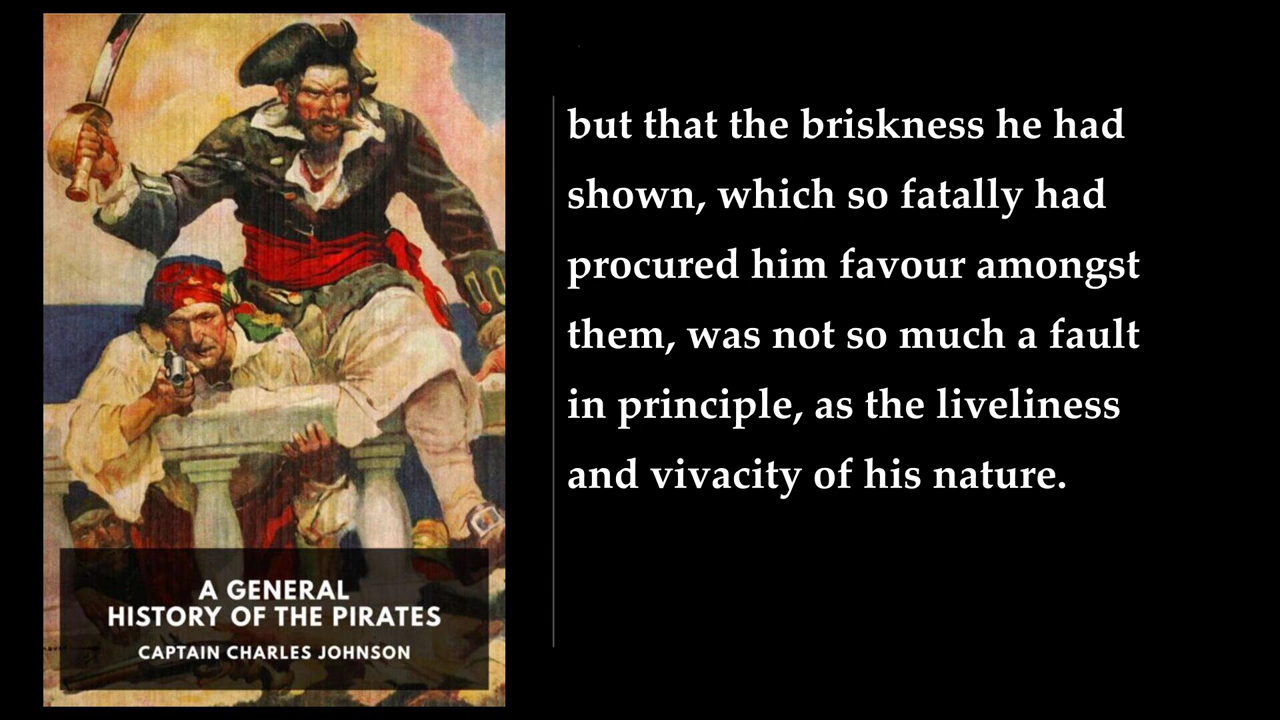 but that the briskness he had
shown, which so fatally had
procured him favour amongst
them, was not so much a fault
in principle, as the liveliness
and vivacity of his nature.
A GENERAL
HISTORY OF THE PIRATES
CAPTAIN CHARLES JOHNSON